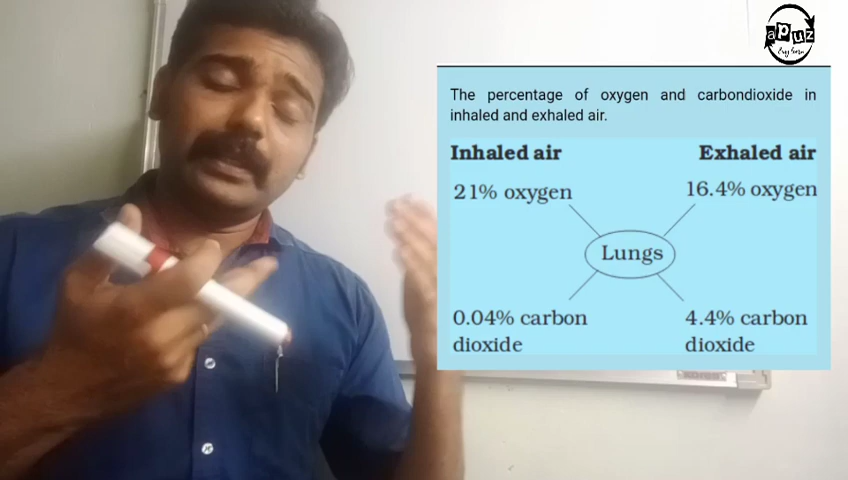 apuz
The percentage of oxygen and carbondioxide in
inhaled and exhaled air.
Inhaled air
Exhaled air
21% oxygen
16.4% oxygen
Lungs
0.04% carbon
dioxide
4.4% carbon
dioxide